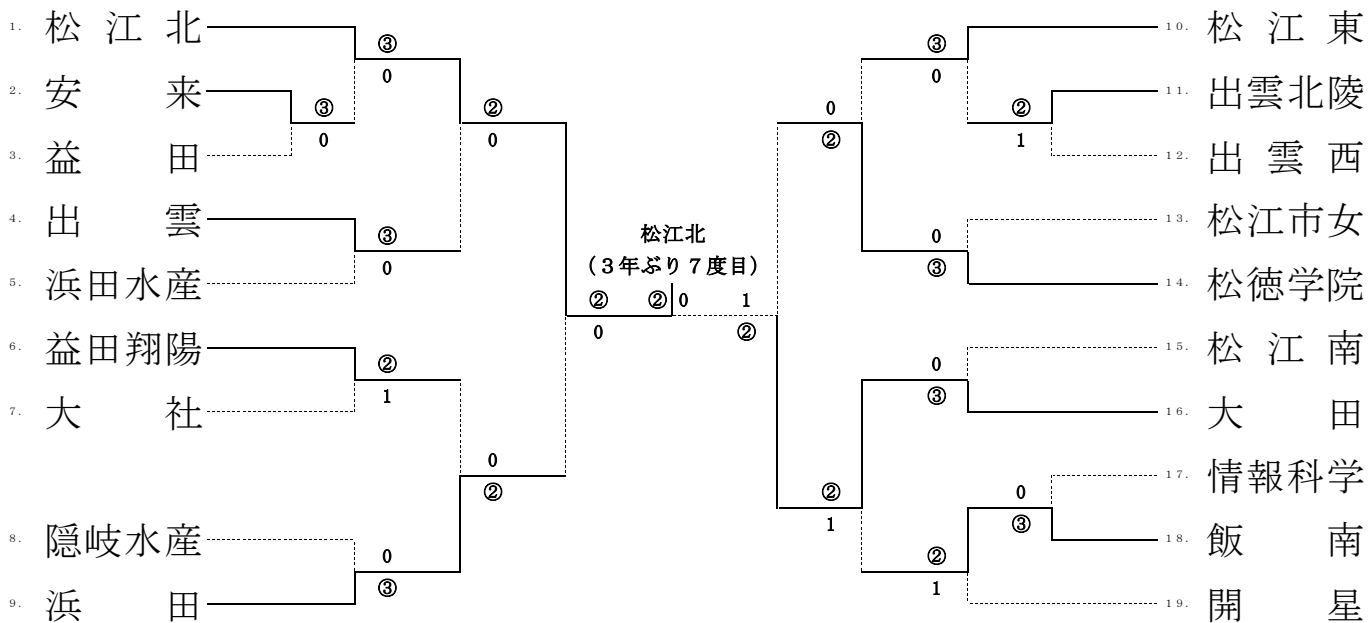 1. 松江北
2. 安来
3. 益田
4. 出雲
5. 浜田水産
6. 益田翔陽
7. 大社
8. 隠岐水産
9. 浜田
③
0
③
0
③
0
②
1
0
③
②
0
0
②
②
0
松江北
(3年ぶり7度目)
② 0
1
②
0
②
②
1
③
0
②
1
0
③
0
③
0
③
②
1
10. 松江東
11. 出雲北陵
12. 出雲西
13. 松江市女
14. 松徳学院
15. 松江南
16. 大田
17. 情報科学
18. 飯南
19. 開星